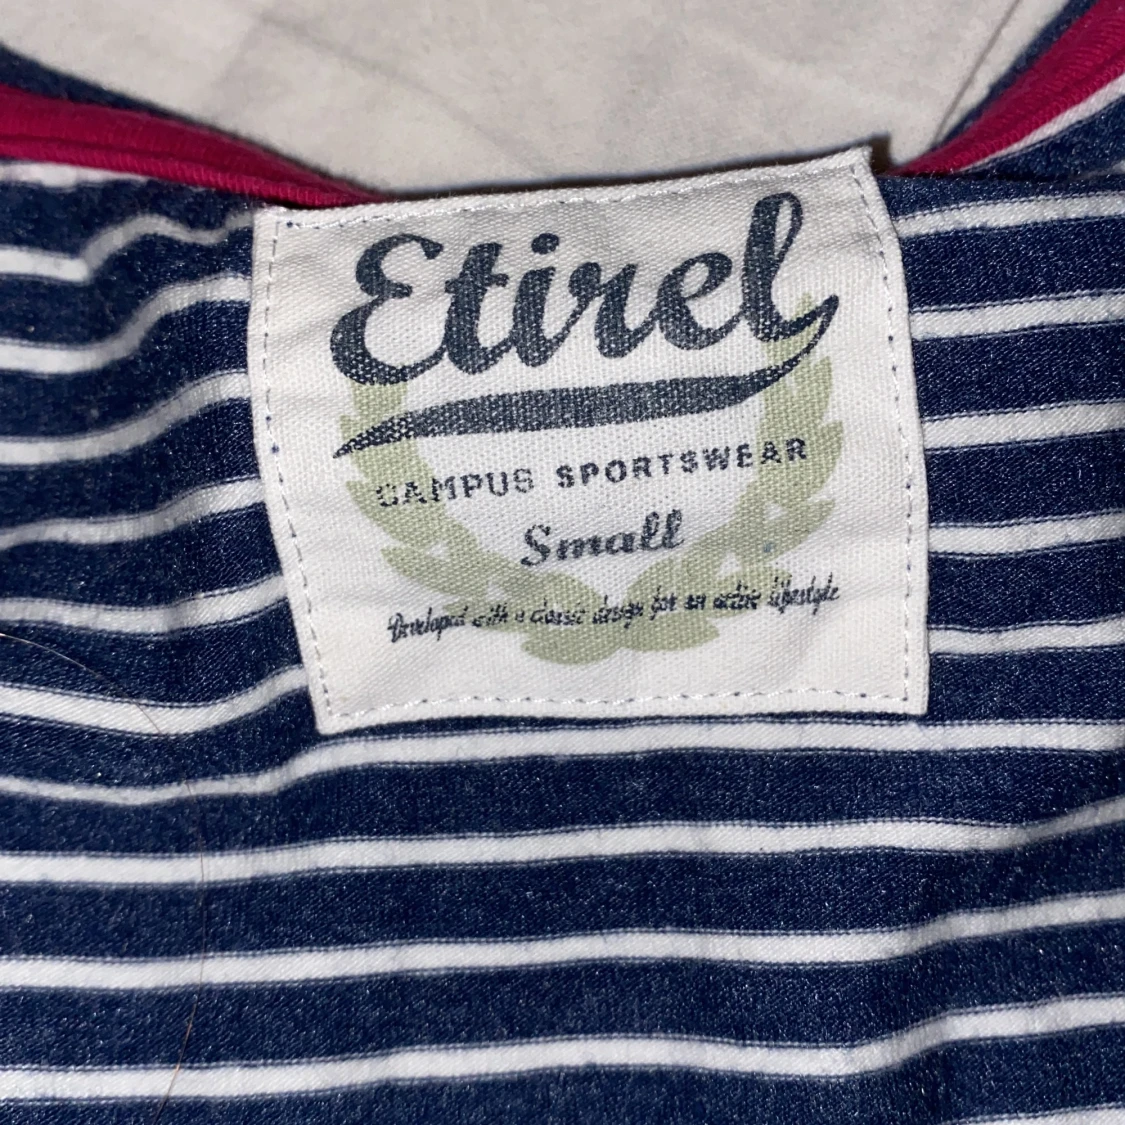 Etirel
CAMPUS SPORTSWEAR
Small
Developed with a classic design for an active lifestyle